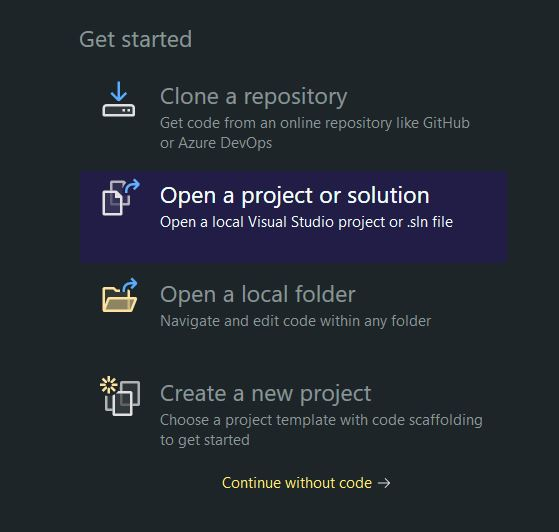 Get started
Clone a repository
Get code from an online repository like GitHub
or Azure DevOps
Open a project or solution
Open a local Visual Studio project or .sln file
Open a local folder
Navigate and edit code within any folder
Create a new project
Choose a project template with code scaffolding
to get started
Continue without code →